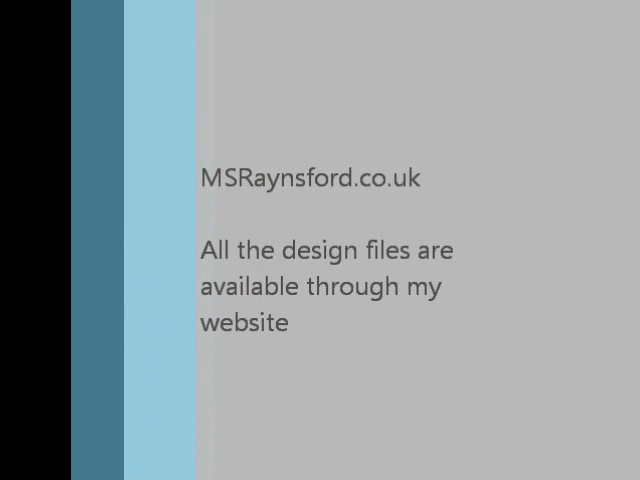 MSRaynsford.co.uk
All the design files are
available through my
website